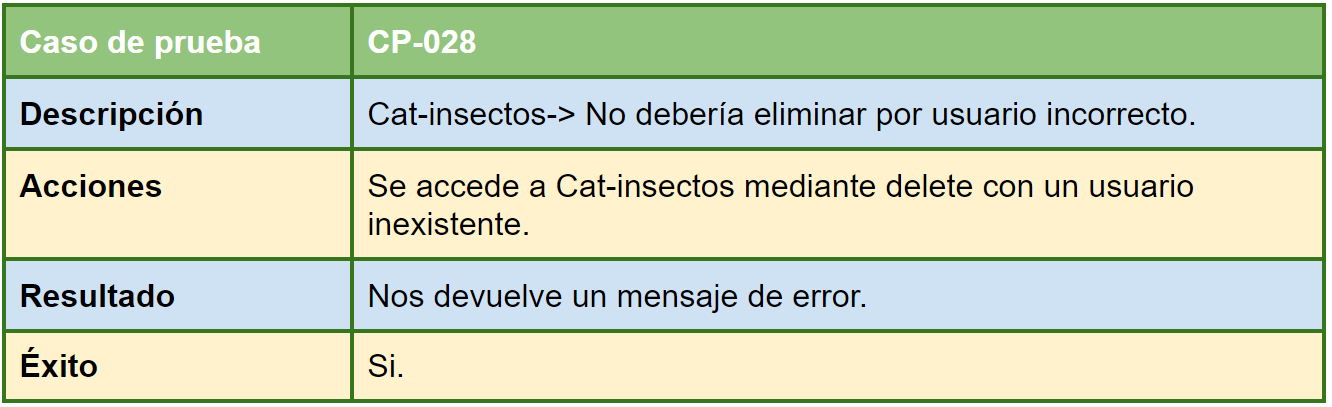 Caso de prueba CP-028
Descripción Cat-insectos-> No debería eliminar por usuario incorrecto.
Acciones Se accede a Cat-insectos mediante delete con un usuario
inexistente.
Resultado Nos devuelve un mensaje de error.
Éxito Si.